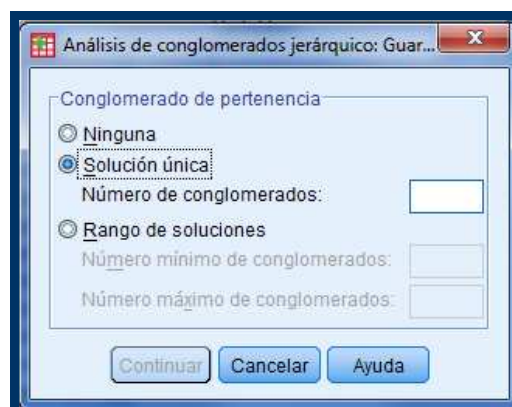 Análisis de conglomerados jerárquico: Guar...
Conglomerado de pertenencia
Ninguna
Solución única
Número de conglomerados:
Rango de soluciones
Número mínimo de conglomerados:
Número máximo de conglomerados:
Continuar Cancelar Ayuda